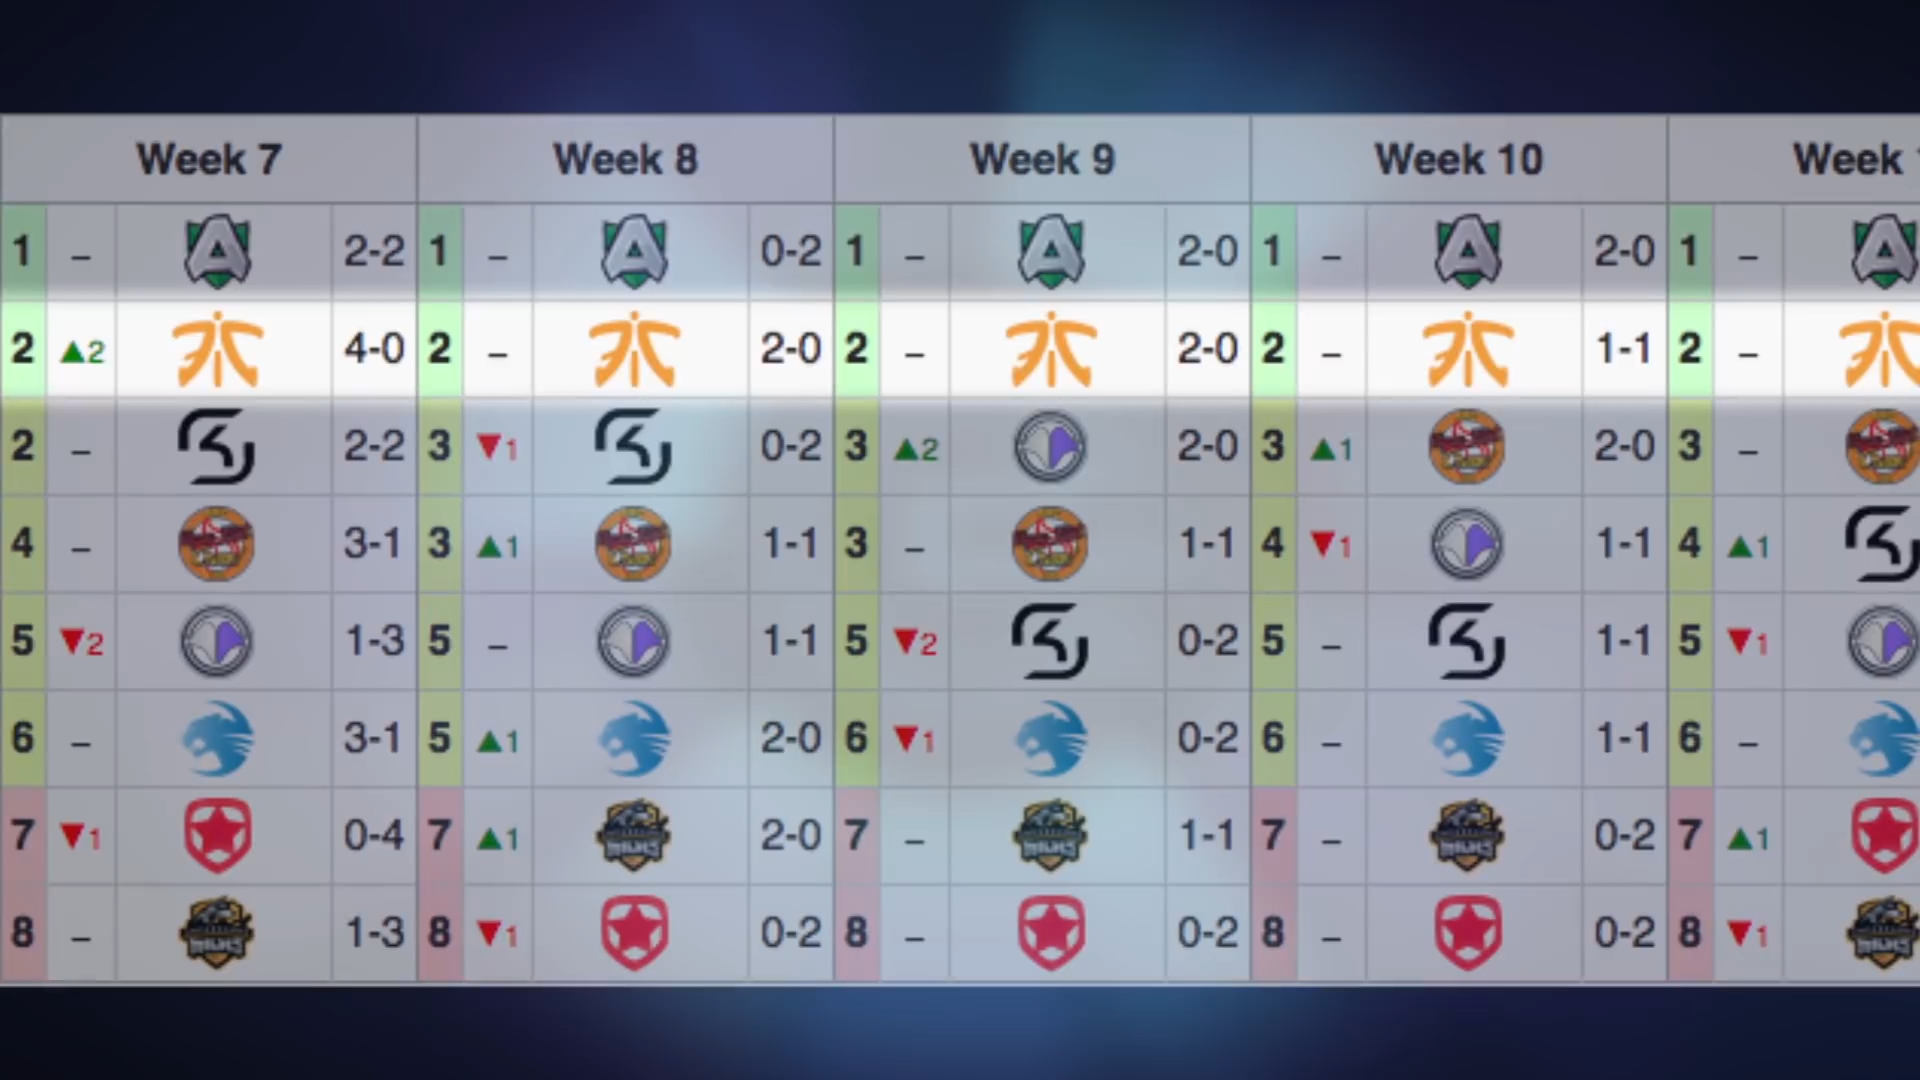 Week 7 Week 8 Week 9 Week 10 Week
1 – 2-2 1 – 0-2 1 – 2-0 1 – 2-0 1 –
2 ▲2 4-0 2 – 2-0 2 – 2-0 2 – 1-1 2 –
2 – 2-2 3 ▼1 0-2 3 ▲2 2-0 3 ▲1 2-0 3 –
4 – 3-1 3 ▲1 1-1 3 – 1-1 4 ▼1 1-1 4 ▲1
5 ▼2 1-3 5 – 1-1 5 ▼2 0-2 5 – 1-1 5 ▼1
6 – 3-1 5 ▲1 2-0 6 ▼1 0-2 6 – 1-1 6 –
7 ▼1 0-4 7 ▲1 2-0 7 – 1-1 7 – 0-2 7 ▲1
8 – 1-3 8 ▼1 0-2 8 – 0-2 8 – 0-2 8 ▼1